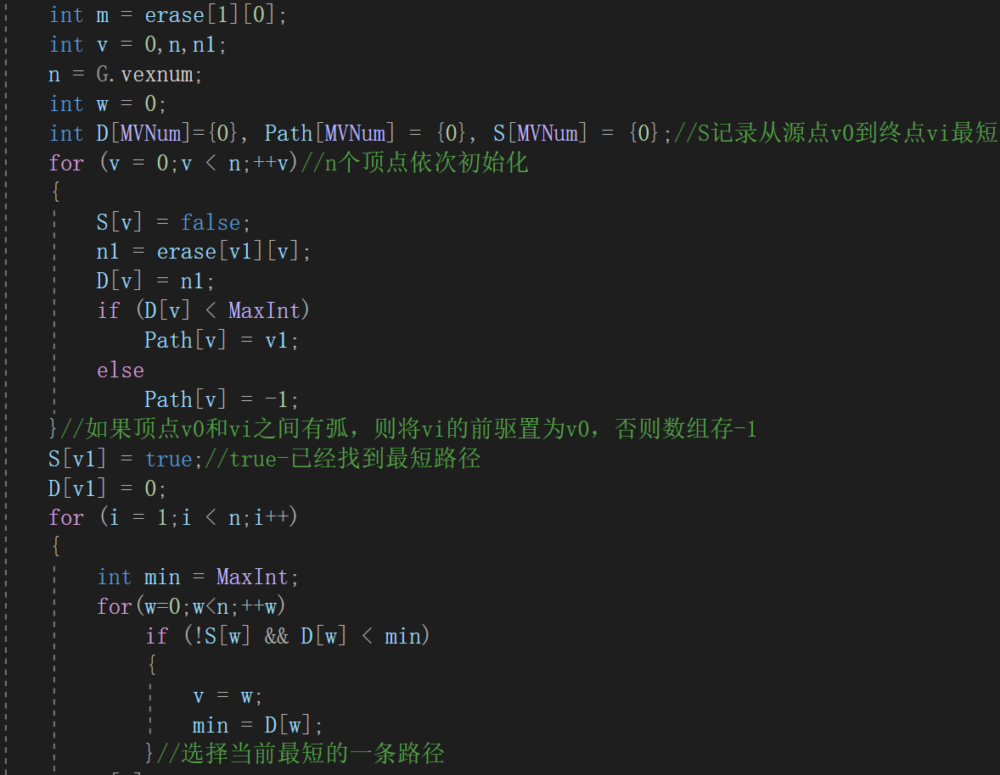 int m = erase[1][0];
int v = 0,n,n1;
n = G.vexnum;
int w = 0;
int D[MVNum]={0}, Path[MVNum] = {0}, S[MVNum] = {0};//S记录从源点v0到终点vi最短
for (v = 0;v < n;++v)//n个顶点依次初始化
{
S[v] = false;
n1 = erase[v1][v];
D[v] = n1;
if (D[v] < MaxInt)
Path[v] = v1;
else
Path[v] = -1;
}//如果顶点v0和vi之间有弧，则将vi的前驱置为v0，否则数组存-1
S[v1] = true;//true-已经找到最短路径
D[v1] = 0;
for (i = 1;i < n;i++)
{
int min = MaxInt;
for(w=0;w<n;++w)
if (!S[w] && D[w] < min)
{
v = w;
min = D[w];
}//选择当前最短的一条路径